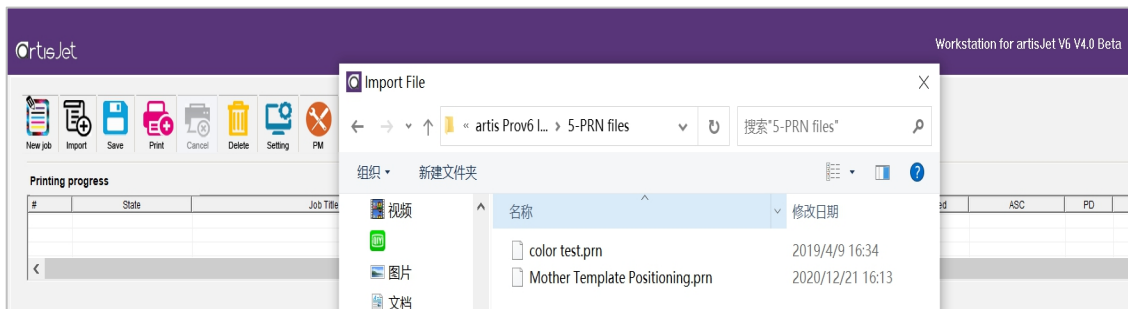 artisJet
Workstation for artisJet V6 V4.0 Beta
Import File
« artis Prov6 l... › 5-PRN files
搜索"5-PRN files"
New job Import Save Print Cancel Delete Setting PM
组织 新建文件夹
Printing progress
# State Job Title ed ASC PD
视频 名称 修改日期
DIY color test.prn 2019/4/9 16:34
图片 Mother Template Positioning.prn 2020/12/21 16:13
文档